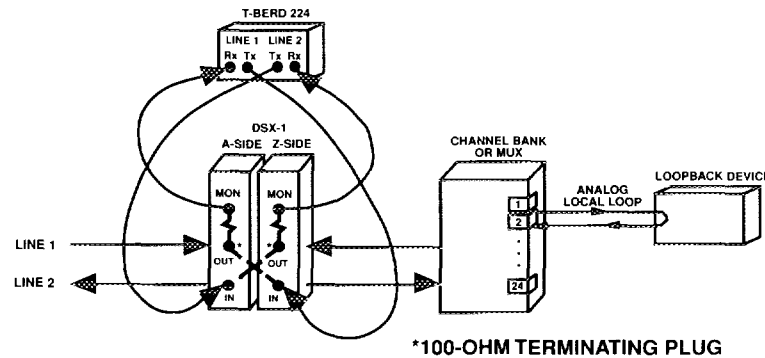 T-BERD 224
LINE 1 LINE 2
Rx Tx Tx Rx
DSX-1
A-SIDE Z-SIDE
MON MON
* *
OUT OUT
IN IN
LINE 1
LINE 2
CHANNEL BANK
OR MUX
1
2
24
ANALOG
LOCAL LOOP
LOOPBACK DEVICE
*100-OHM TERMINATING PLUG